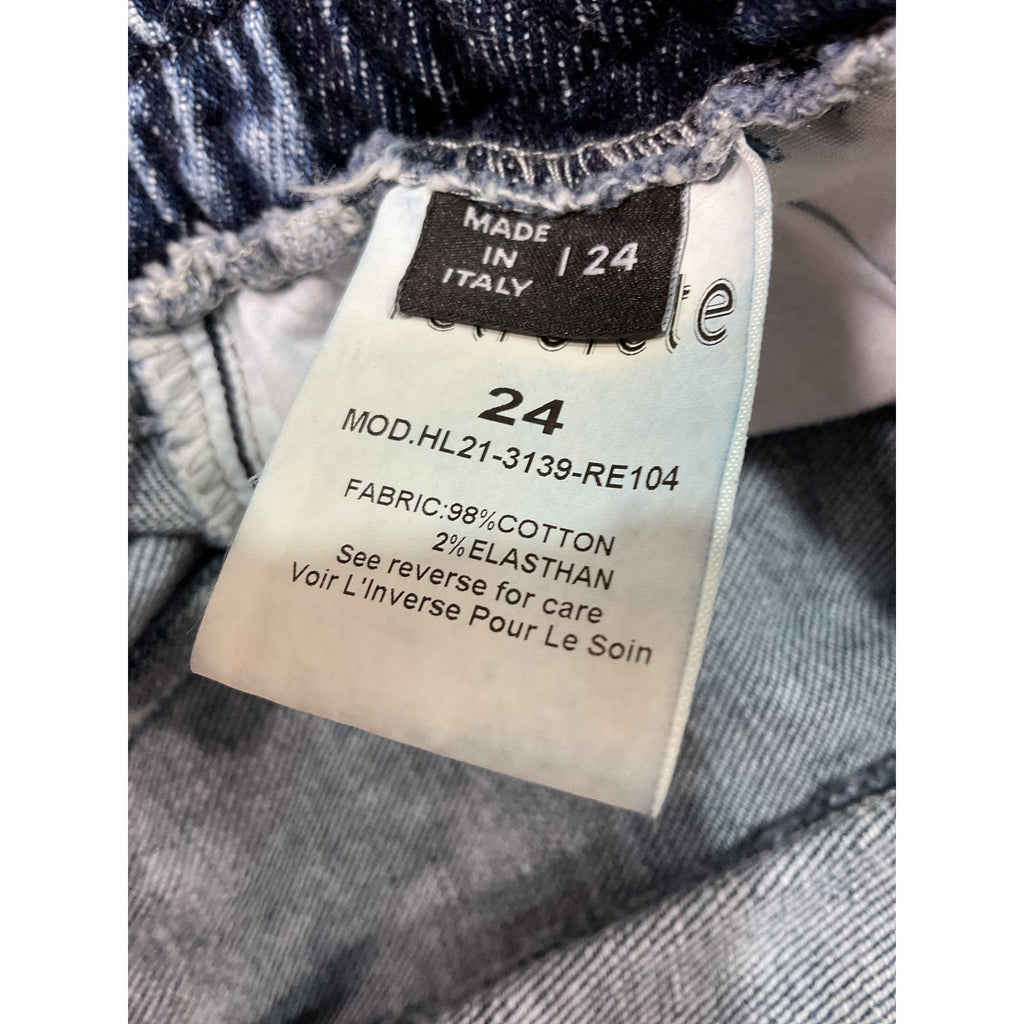 MADE
IN
ITALY
| 24
24
MOD.HL21-3139-RE104
FABRIC:98%COTTON
2%ELASTHAN
See reverse for care
Voir L'Inverse Pour Le Soin